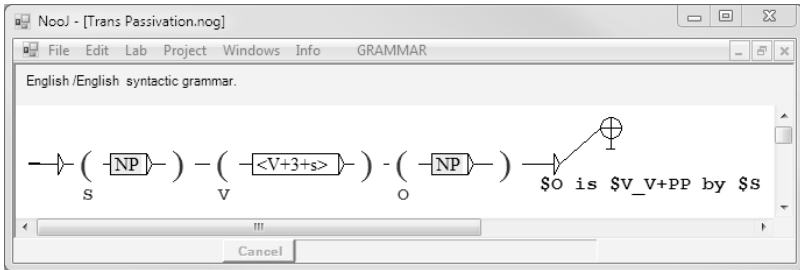 NooJ - [Trans Passivation.nog]
File Edit Lab Project Windows Info GRAMMAR
English /English syntactic grammar.
( NP ) ( <V+3+s> ) ( NP )
S V O
$O is $V_V+PP by $S
Cancel